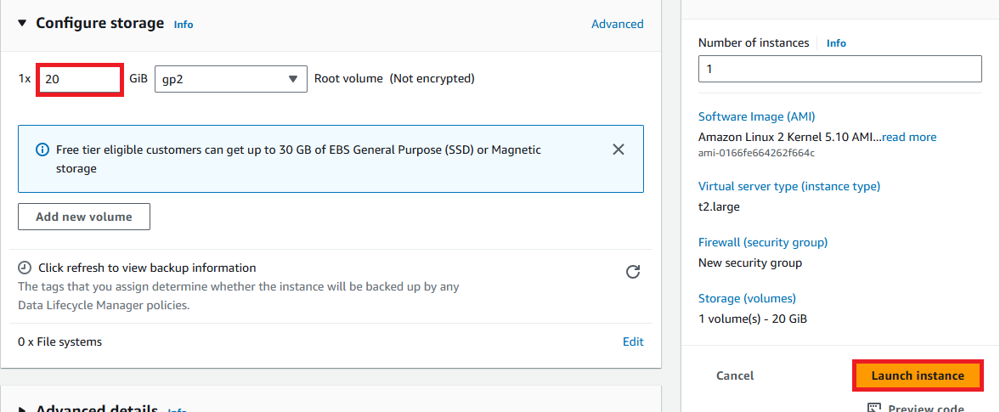 Configure storage Info Advanced
1x 20 GiB gp2 Root volume (Not encrypted)
Free tier eligible customers can get up to 30 GB of EBS General Purpose (SSD) or Magnetic
storage
Add new volume
Click refresh to view backup information
The tags that you assign determine whether the instance will be backed up by any
Data Lifecycle Manager policies.
0 x File systems Edit
Advanced details Info
Number of instances Info
1
Software Image (AMI)
Amazon Linux 2 Kernel 5.10 AMI...read more
ami-0166fe664262f664c
Virtual server type (instance type)
t2.large
Firewall (security group)
New security group
Storage (volumes)
1 volume(s) - 20 GiB
Cancel Launch instance
Preview code